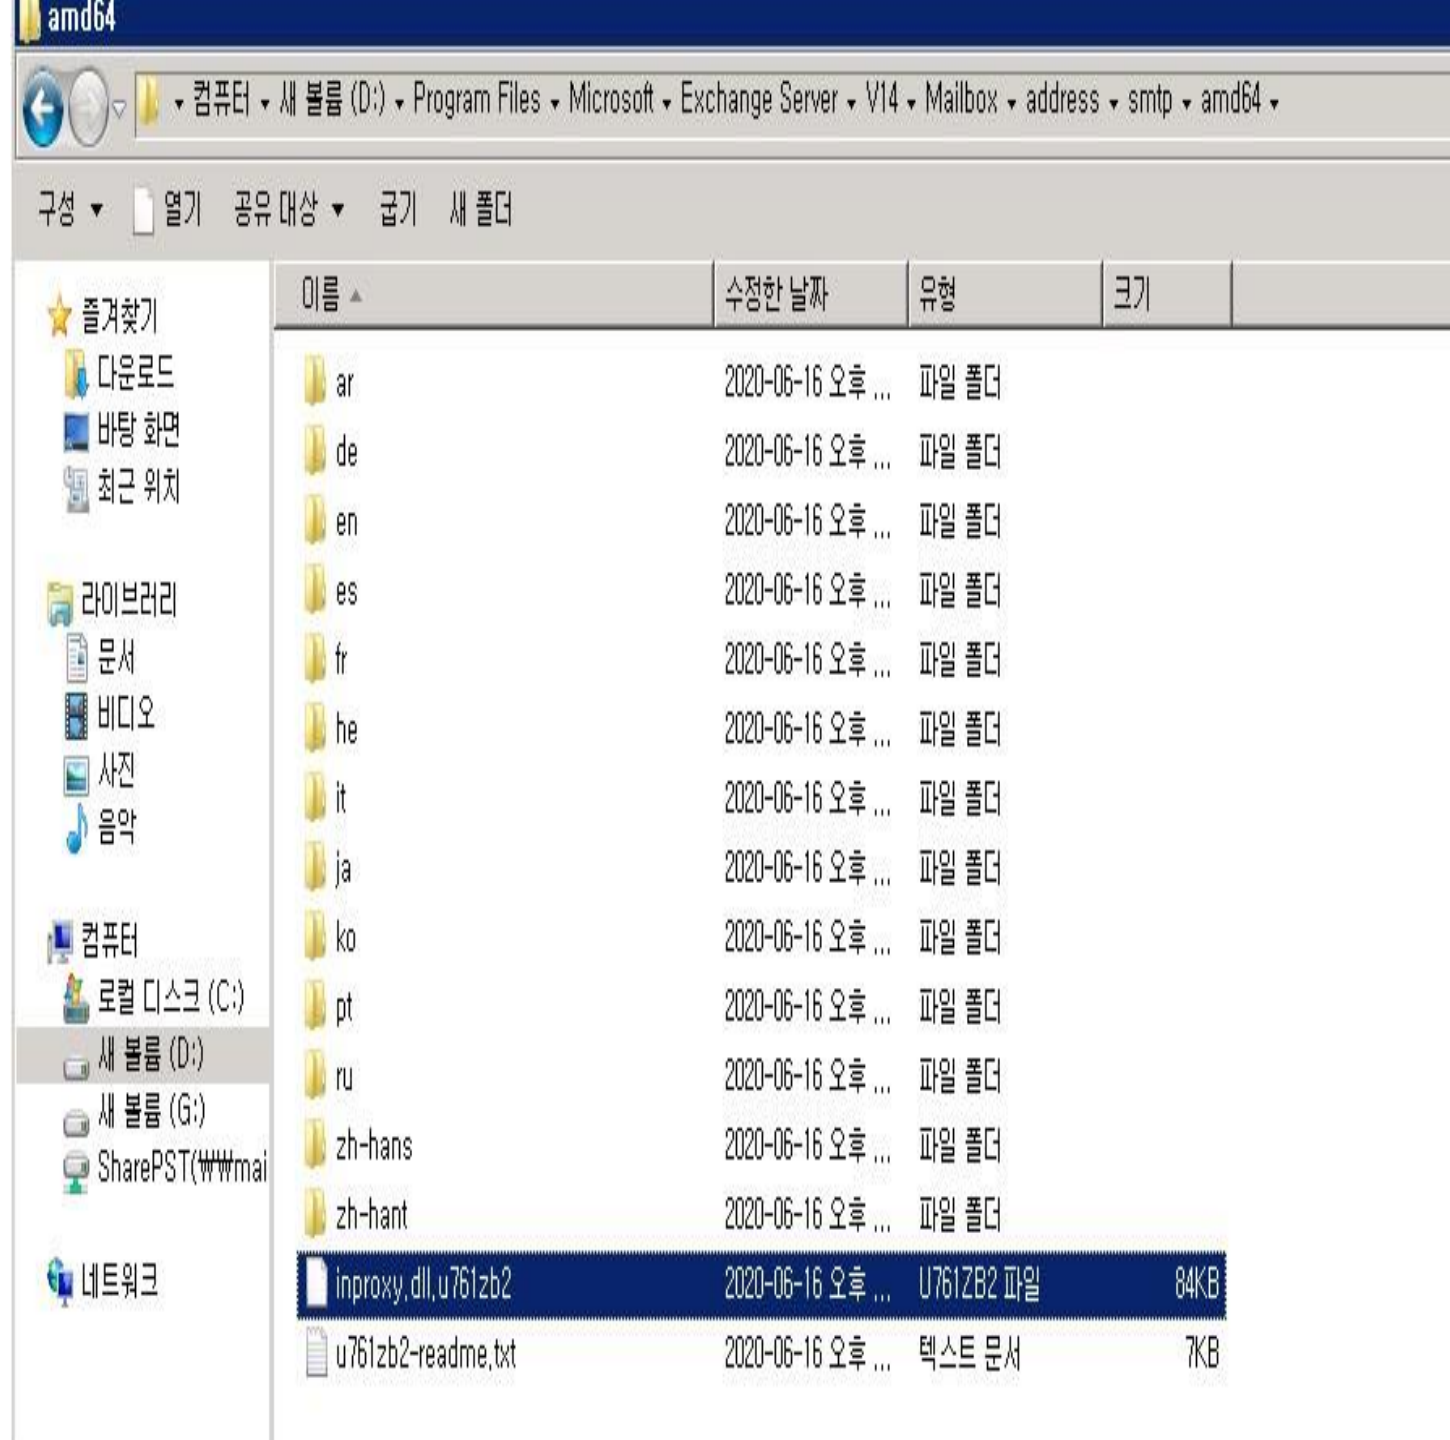 amd64
컴퓨터 새 볼륨 (D:) Program Files Microsoft Exchange Server V14 Mailbox address smtp amd64
구성 열기 공유 대상 굽기 새 폴더
이름 수정한 날짜 유형 크기
즐겨찾기
다운로드
바탕 화면
최근 위치
라이브러리
문서
비디오
사진
음악
컴퓨터
로컬 디스크 (C:)
새 볼륨 (D:)
새 볼륨 (G:)
SharePST(₩₩mai
네트워크
ar 2020-06-16 오후 ... 파일 폴더
de 2020-06-16 오후 ... 파일 폴더
en 2020-06-16 오후 ... 파일 폴더
es 2020-06-16 오후 ... 파일 폴더
fr 2020-06-16 오후 ... 파일 폴더
he 2020-06-16 오후 ... 파일 폴더
it 2020-06-16 오후 ... 파일 폴더
ja 2020-06-16 오후 ... 파일 폴더
ko 2020-06-16 오후 ... 파일 폴더
pt 2020-06-16 오후 ... 파일 폴더
ru 2020-06-16 오후 ... 파일 폴더
zh-hans 2020-06-16 오후 ... 파일 폴더
zh-hant 2020-06-16 오후 ... 파일 폴더
inproxy.dll.u761zb2 2020-06-16 오후 ... U761ZB2 파일 84KB
u761zb2-readme.txt 2020-06-16 오후 ... 텍스트 문서 7KB